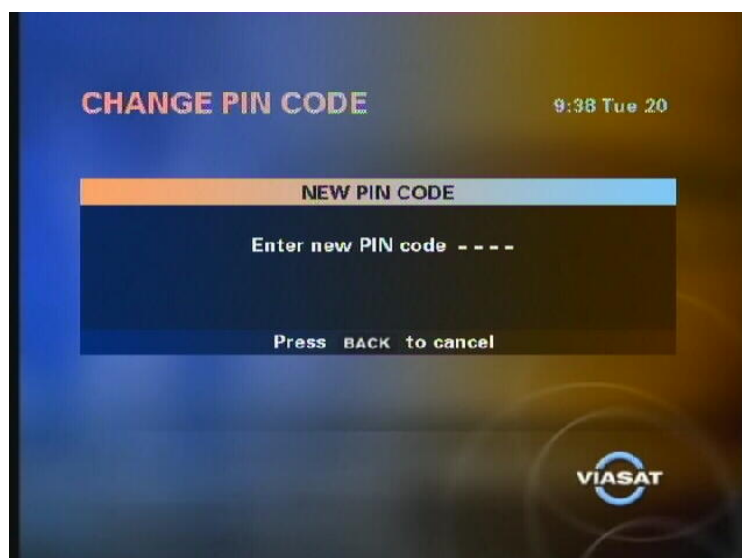 CHANGE PIN CODE
9:38 Tue 20
NEW PIN CODE
Enter new PIN code - - - -
Press BACK to cancel
VIASAT